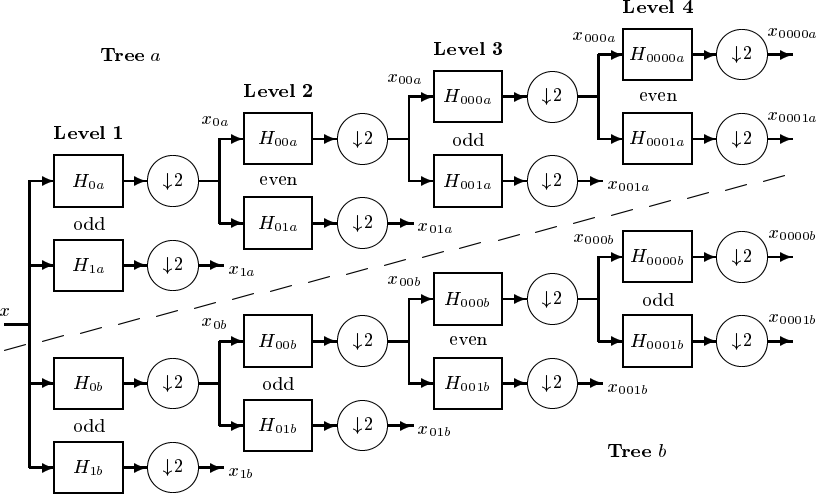 Tree a
Level 1
Level 2
Level 3
Level 4
x
H0a
↓2
odd
H1a
↓2
x1a
x0a
H00a
↓2
even
H01a
↓2
x01a
x00a
H000a
↓2
odd
H001a
↓2
x001a
x000a
H0000a
↓2
x0000a
even
H0001a
↓2
x0001a
H0b
↓2
odd
H1b
↓2
x1b
x0b
H00b
↓2
odd
H01b
↓2
x01b
x00b
H000b
↓2
even
H001b
↓2
x001b
x000b
H0000b
↓2
x0000b
odd
H0001b
↓2
x0001b
Tree b